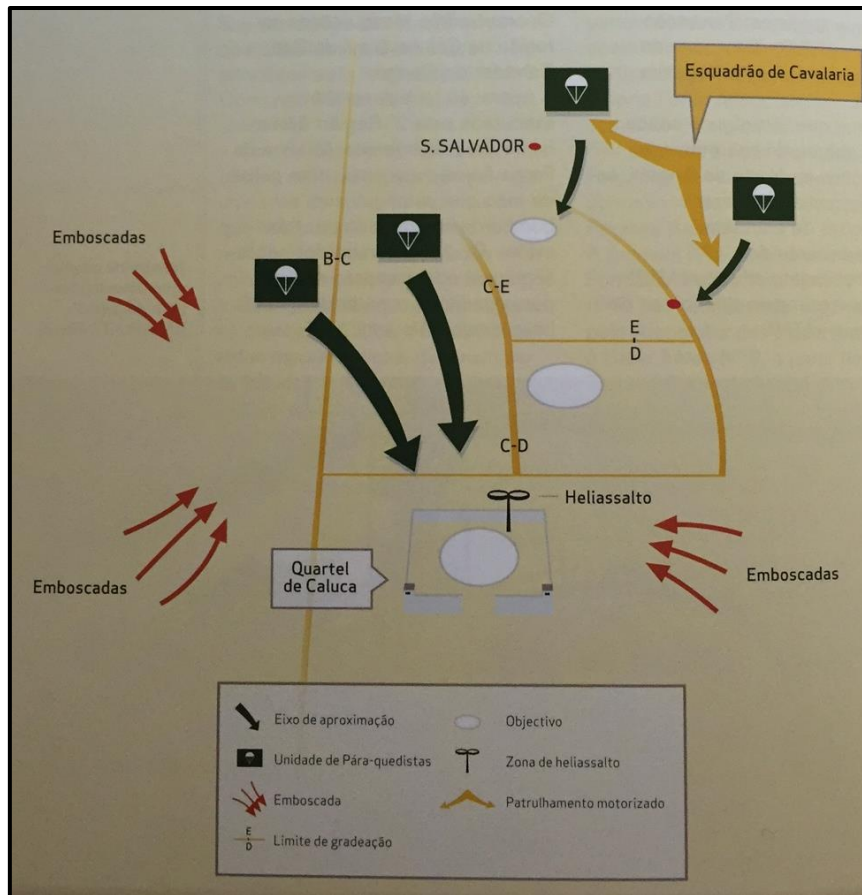 Esquadrão de Cavalaria
S. SALVADOR
Emboscadas
B-C
C-E
E
D
C-D
Heliassalto
Quartel
de Caluca
Emboscadas
Emboscadas
Eixo de aproximação
Objectivo
Unidade de Pára-quedistas
Zona de heliassalto
Emboscada
Patrulhamento motorizado
E
D
Limite de gradeação